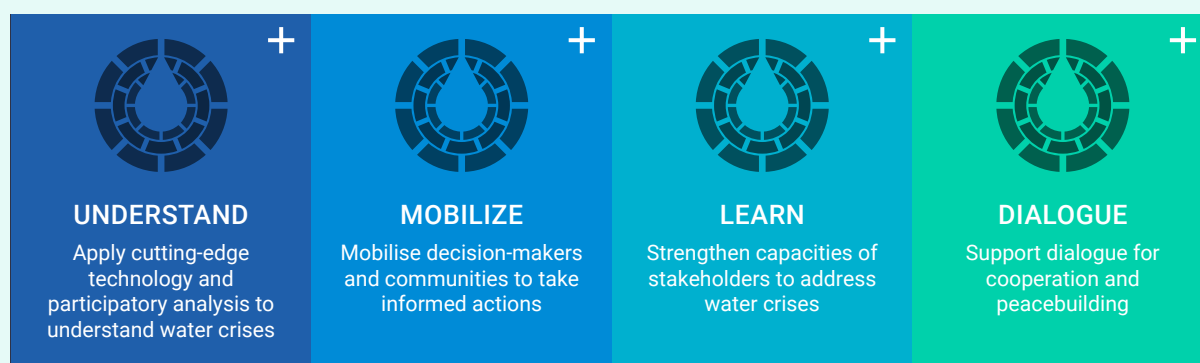 UNDERSTAND
Apply cutting-edge
technology and
participatory analysis to
understand water crises
MOBILIZE
Mobilise decision-makers
and communities to take
informed actions
LEARN
Strengthen capacities of
stakeholders to address
water crises
DIALOGUE
Support dialogue for
cooperation and
peacebuilding